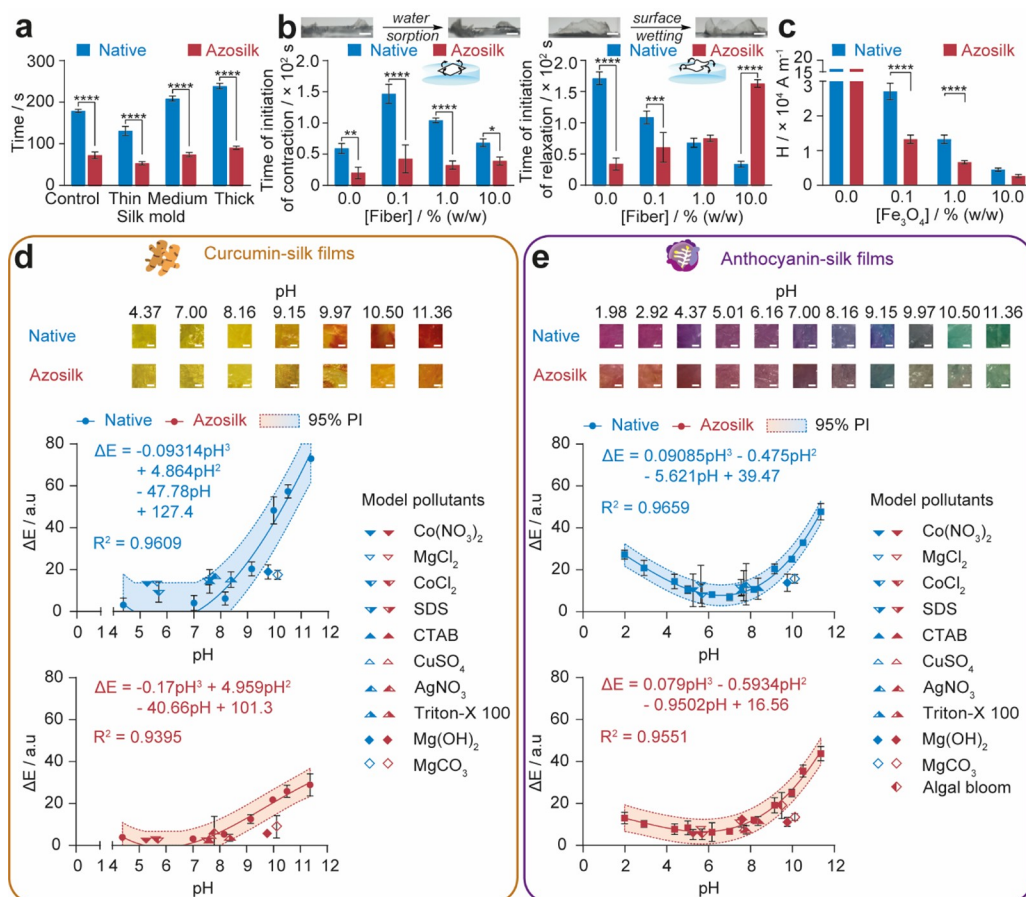 a
Native
Azosilk
Time / s
300
200
100
0
****
****
****
****
Control
Thin
Medium
Thick
Silk mold
b
water
sorption
Native
Azosilk
Time of initiation
of contraction / × 10² s
2.0
1.5
1.0
0.5
0
**
****
****
*
0.0
0.1
1.0
10.0
[Fiber] / % (w/w)
surface
wetting
Native
Azosilk
Time of initiation
of relaxation / × 10² s
2.0
1.5
1.0
0.5
0
****
***
****
0.0
0.1
1.0
10.0
[Fiber] / % (w/w)
c
Native
Azosilk
H / × 10⁴ A m⁻¹
25
20
15
3
2
1
0
****
****
0.0
0.1
1.0
10.0
[Fe₃O₄] / % (w/w)
d
Curcumin-silk films
pH
4.37 7.00 8.16 9.15 9.97 10.50 11.36
Native
Azosilk
Native
Azosilk
95% PI
ΔE / a.u
80
60
40
20
0
ΔE = -0.09314pH³
+ 4.864pH²
- 47.78pH
+ 127.4
R² = 0.9609
0 1 4 5 6 7 8 9 10 11 12
pH
Model pollutants
Co(NO₃)₂
MgCl₂
CoCl₂
SDS
CTAB
CuSO₄
AgNO₃
Triton-X 100
Mg(OH)₂
MgCO₃
ΔE / a.u
80
60
40
20
0
ΔE = -0.17pH³ + 4.959pH²
- 40.66pH + 101.3
R² = 0.9395
0 1 4 5 6 7 8 9 10 11 12
pH
e
Anthocyanin-silk films
pH
1.98 2.92 4.37 5.01 6.16 7.00 8.16 9.15 9.97 10.50 11.36
Native
Azosilk
Native
Azosilk
95% PI
ΔE / a.u
80
60
40
20
0
ΔE = 0.09085pH³ - 0.475pH²
- 5.621pH + 39.47
R² = 0.9659
0 2 4 6 8 10 12
pH
Model pollutants
Co(NO₃)₂
MgCl₂
CoCl₂
SDS
CTAB
CuSO₄
AgNO₃
Triton-X 100
Mg(OH)₂
MgCO₃
Algal bloom
ΔE / a.u
80
60
40
20
0
ΔE = 0.079pH³ - 0.5934pH²
- 0.9502pH + 16.56
R² = 0.9551
0 2 4 6 8 10 12
pH